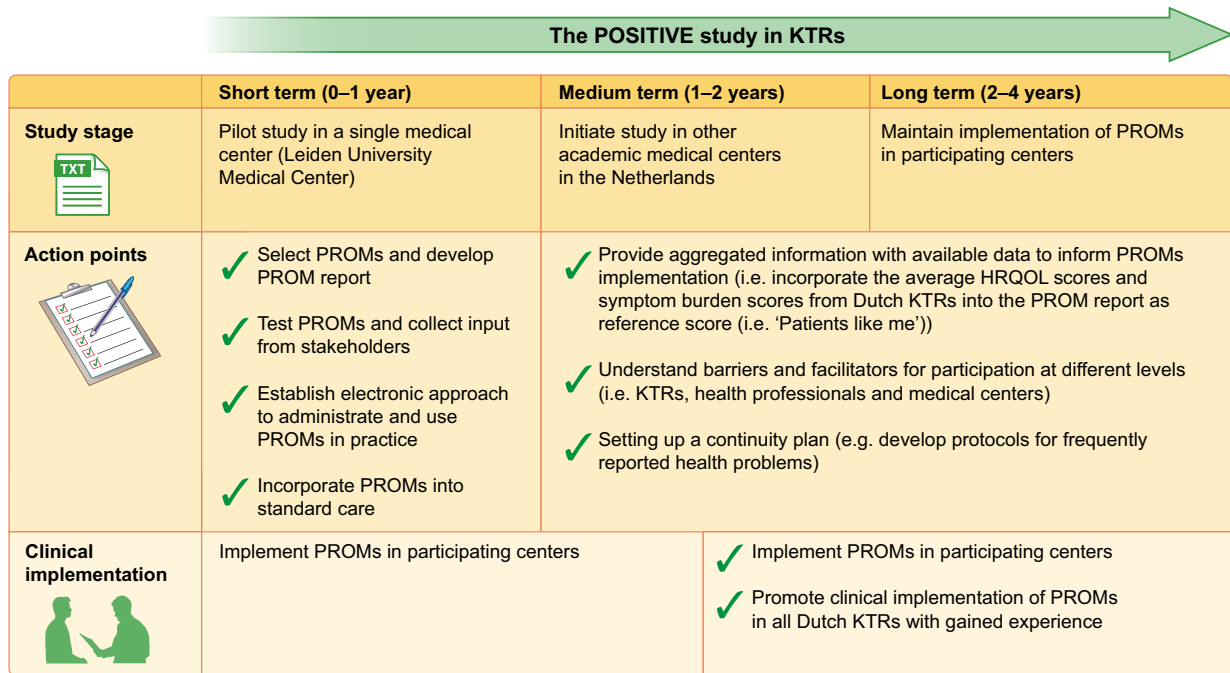 The POSITIVE study in KTRs
Short term (0–1 year)
Medium term (1–2 years)
Long term (2–4 years)
Study stage
TXT
Pilot study in a single medical
center (Leiden University
Medical Center)
Initiate study in other
academic medical centers
in the Netherlands
Maintain implementation of PROMs
in participating centers
Action points
Select PROMs and develop
PROM report
Test PROMs and collect input
from stakeholders
Establish electronic approach
to administrate and use
PROMs in practice
Incorporate PROMs into
standard care
Provide aggregated information with available data to inform PROMs
implementation (i.e. incorporate the average HRQOL scores and
symptom burden scores from Dutch KTRs into the PROM report as
reference score (i.e. ‘Patients like me’))
Understand barriers and facilitators for participation at different levels
(i.e. KTRs, health professionals and medical centers)
Setting up a continuity plan (e.g. develop protocols for frequently
reported health problems)
Clinical
implementation
Implement PROMs in participating centers
Implement PROMs in participating centers
Promote clinical implementation of PROMs
in all Dutch KTRs with gained experience